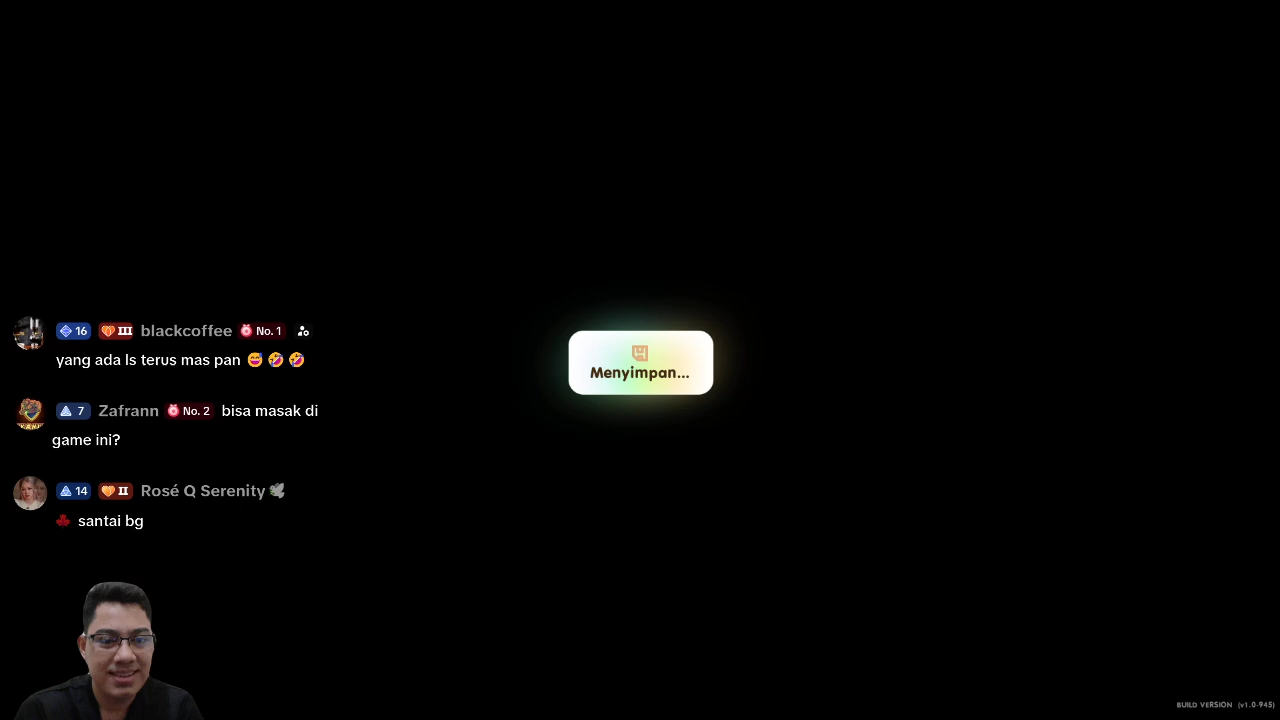 16 III blackcoffee No. 1
yang ada ls terus mas pan 😅 🤣 🤣
7 Zafrann No. 2 bisa masak di
game ini?
14 II Rosé Q Serenity 🕊
santai bg
Menyimpan...
BUILD VERSION (v1.0-945)